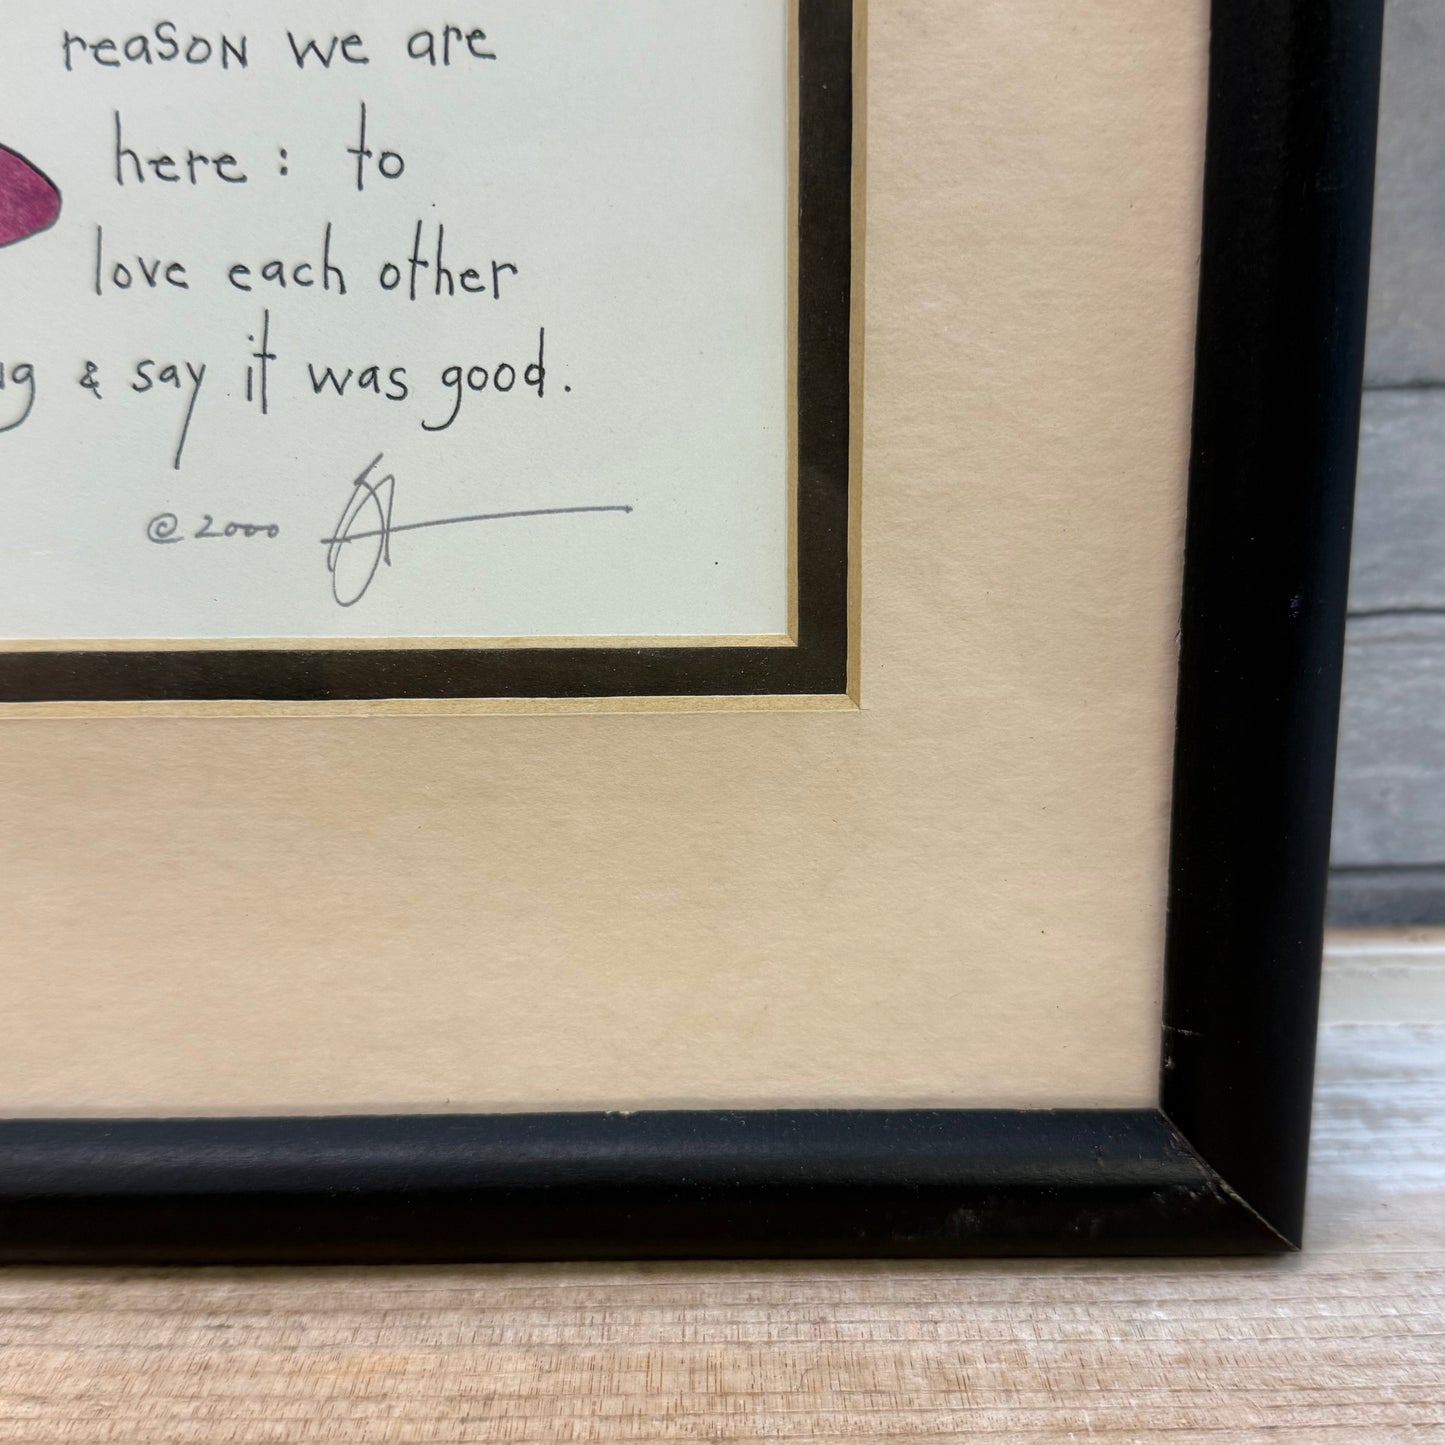 reason we are
here: to
love each other
& say it was good.
© 2000